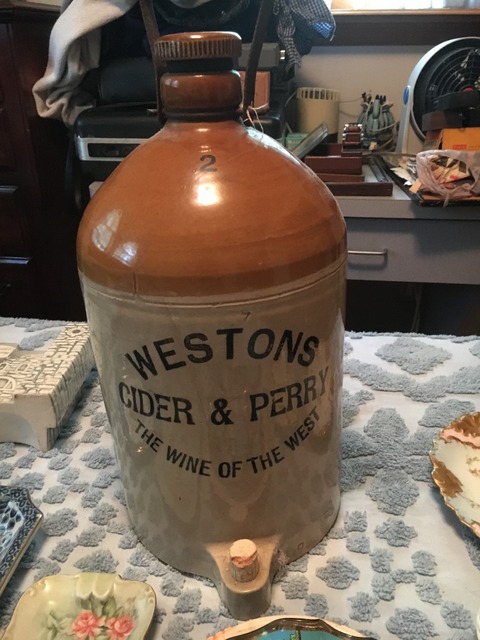 2
WESTONS
CIDER & PERRY
THE WINE OF THE WEST